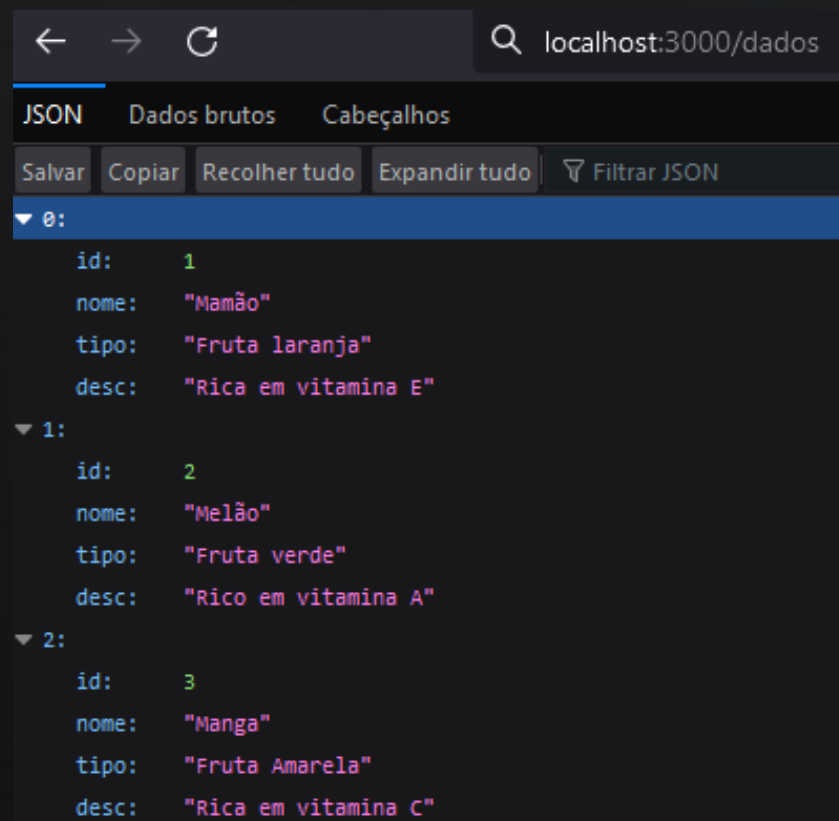 localhost:3000/dados
JSON Dados brutos Cabeçalhos
Salvar Copiar Recolher tudo Expandir tudo Filtrar JSON
0:
id: 1
nome: "Mamão"
tipo: "Fruta laranja"
desc: "Rica em vitamina E"
1:
id: 2
nome: "Melão"
tipo: "Fruta verde"
desc: "Rico em vitamina A"
2:
id: 3
nome: "Manga"
tipo: "Fruta Amarela"
desc: "Rica em vitamina C"